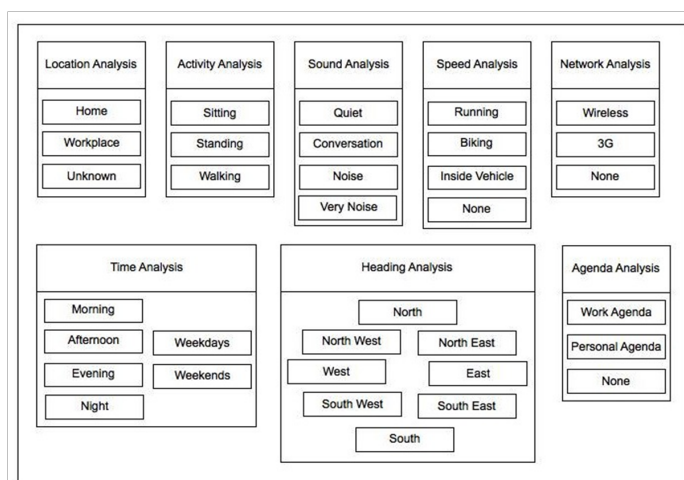 Location Analysis
Home
Workplace
Unknown
Activity Analysis
Sitting
Standing
Walking
Sound Analysis
Quiet
Conversation
Noise
Very Noise
Speed Analysis
Running
Biking
Inside Vehicle
None
Network Analysis
Wireless
3G
None
Time Analysis
Morning
Afternoon
Evening
Night
Weekdays
Weekends
Heading Analysis
North
North West
North East
West
East
South West
South East
South
Agenda Analysis
Work Agenda
Personal Agenda
None